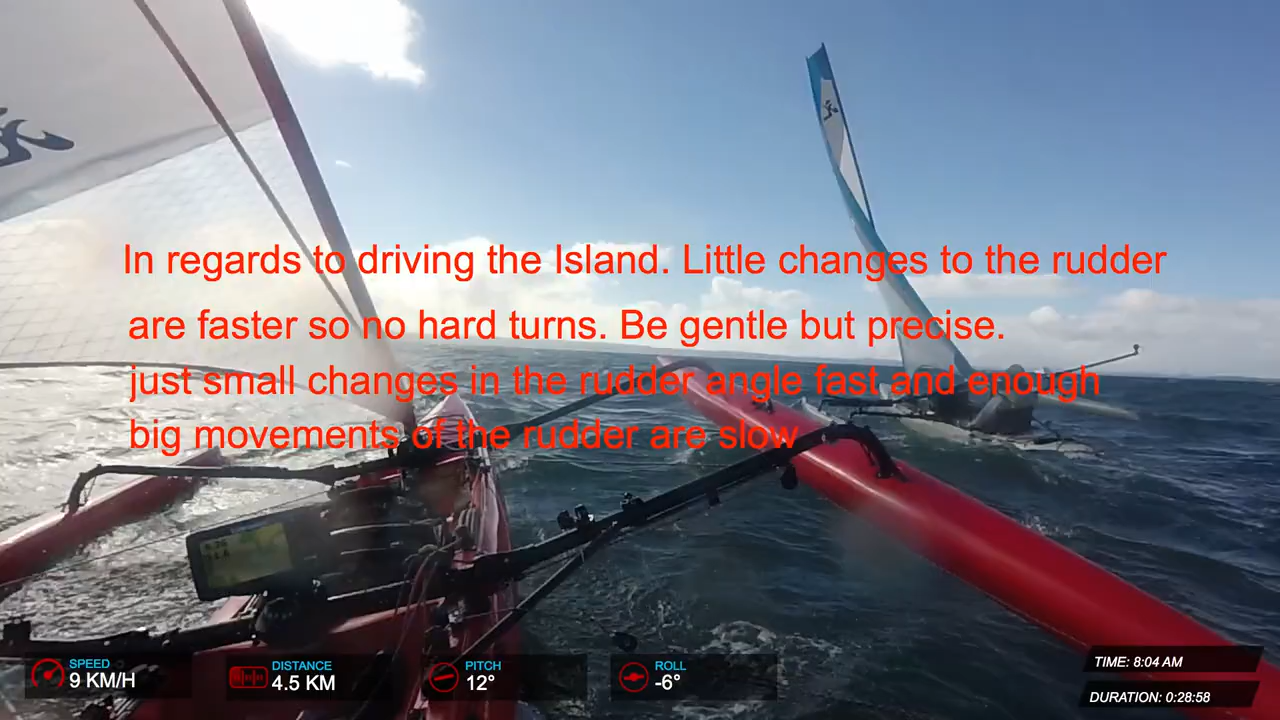 In regards to driving the Island. Little changes to the rudder
are faster so no hard turns. Be gentle but precise.
just small changes in the rudder angle fast and enough
big movements of the rudder are slow
SPEED
9 KM/H
DISTANCE
4.5 KM
PITCH
12°
ROLL
-6°
TIME: 8:04 AM
DURATION: 0:28:58